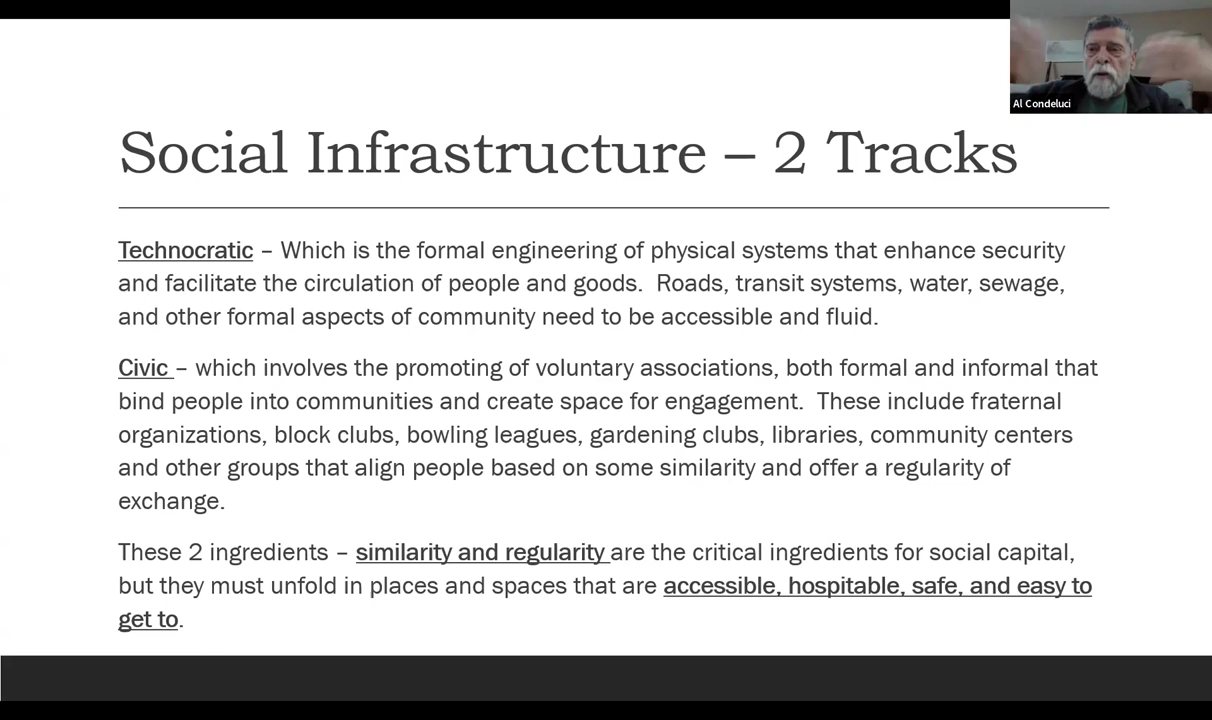 Al Condeluci
Social Infrastructure – 2 Tracks
Technocratic – Which is the formal engineering of physical systems that enhance security
and facilitate the circulation of people and goods.  Roads, transit systems, water, sewage,
and other formal aspects of community need to be accessible and fluid.
Civic – which involves the promoting of voluntary associations, both formal and informal that
bind people into communities and create space for engagement.  These include fraternal
organizations, block clubs, bowling leagues, gardening clubs, libraries, community centers
and other groups that align people based on some similarity and offer a regularity of
exchange.
These 2 ingredients – similarity and regularity are the critical ingredients for social capital,
but they must unfold in places and spaces that are accessible, hospitable, safe, and easy to
get to.